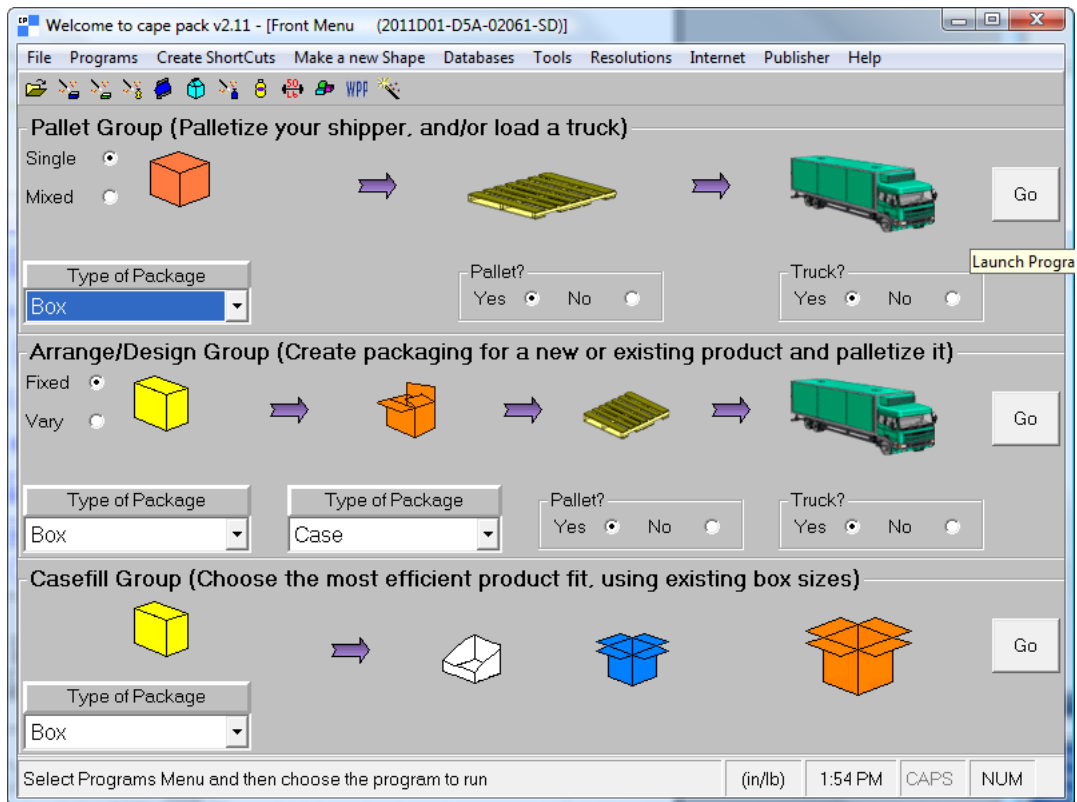 Welcome to cape pack v2.11 - [Front Menu (2011D01-D5A-02061-SD)]
File Programs Create ShortCuts Make a new Shape Databases Tools Resolutions Internet Publisher Help
50 LB WPP
Pallet Group (Palletize your shipper, and/or load a truck)
Single
Mixed
Go
Launch Progra
Type of Package
Box
Pallet?
Yes No
Truck?
Yes No
Arrange/Design Group (Create packaging for a new or existing product and palletize it)
Fixed
Vary
Go
Type of Package
Box
Type of Package
Case
Pallet?
Yes No
Truck?
Yes No
Casefill Group (Choose the most efficient product fit, using existing box sizes)
Go
Type of Package
Box
Select Programs Menu and then choose the program to run (in/lb) 1:54 PM CAPS NUM